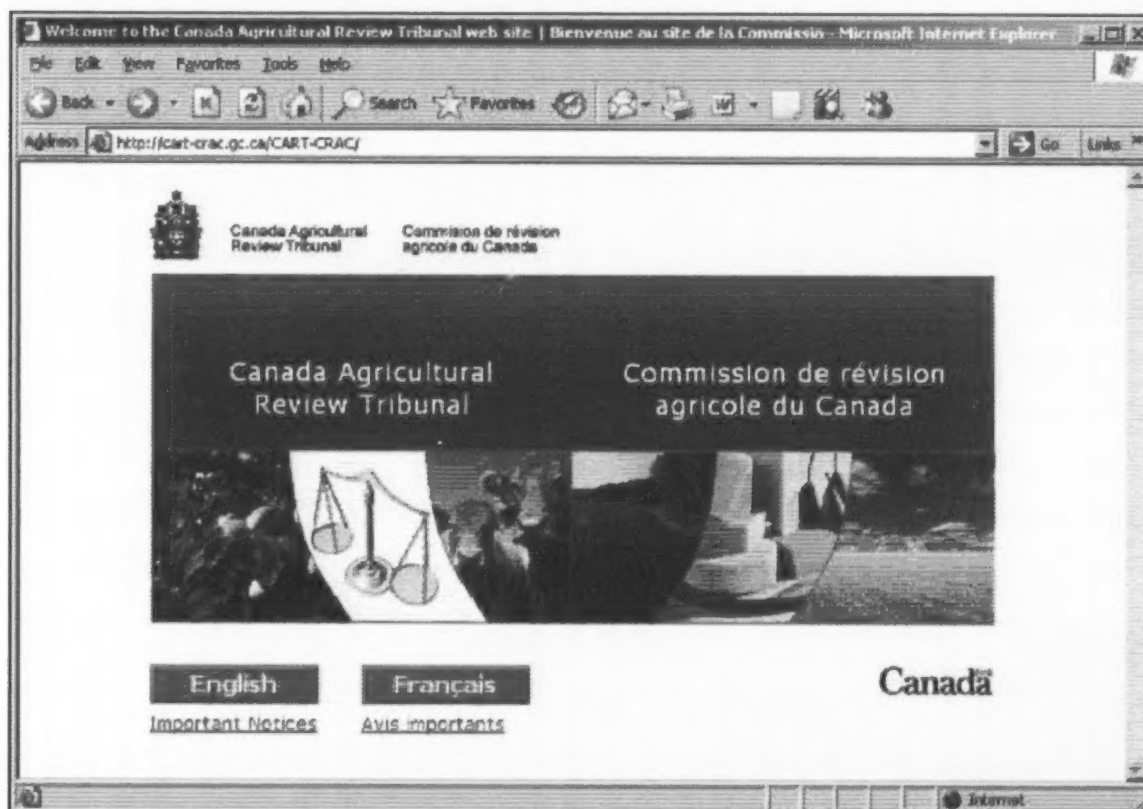 Welcome to the Canada Agricultural Review Tribunal web site | Bienvenue au site de la Commissio - Microsoft Internet Explorer
File Edit View Favorites Tools Help
Back Search Favorites
Address http://cart-crac.gc.ca/CART-CRAC/ Go Links
Canada Agricultural Review Tribunal
Commision de révision agricole du Canada
Canada Agricultural
Review Tribunal
Commission de révision
agricole du Canada
English Français
Important Notices Avis importants
Canada
Internet